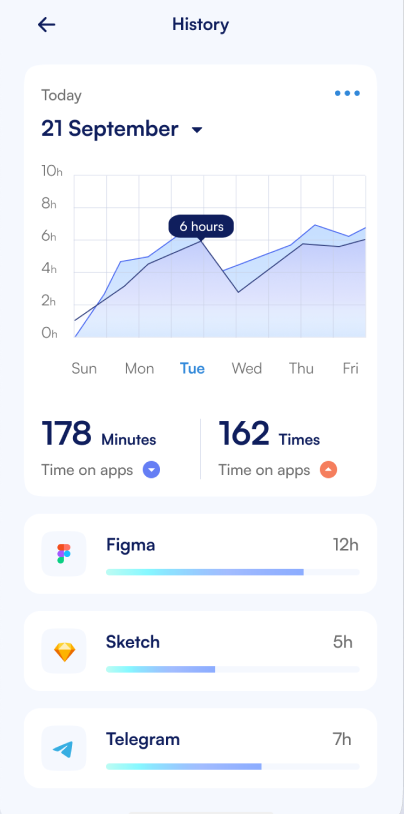 History
Today
21 September
10h
8h
6h
4h
2h
0h
6 hours
Sun Mon Tue Wed Thu Fri
178 Minutes
Time on apps
162 Times
Time on apps
Figma 12h
Sketch 5h
Telegram 7h